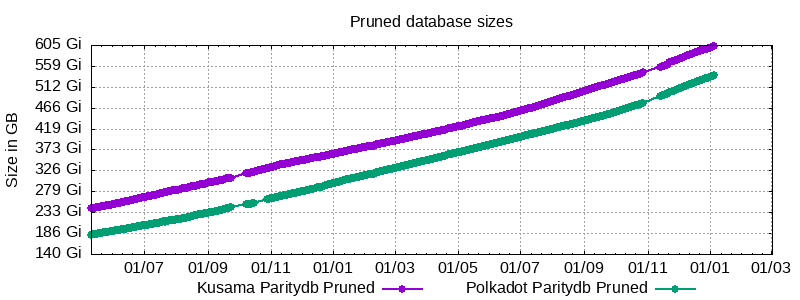 Pruned database sizes
Size in GB
605 Gi
559 Gi
512 Gi
466 Gi
419 Gi
373 Gi
326 Gi
279 Gi
233 Gi
186 Gi
140 Gi
01/07 01/09 01/11 01/01 01/03 01/05 01/07 01/09 01/11 01/01 01/03
Kusama Paritydb Pruned Polkadot Paritydb Pruned